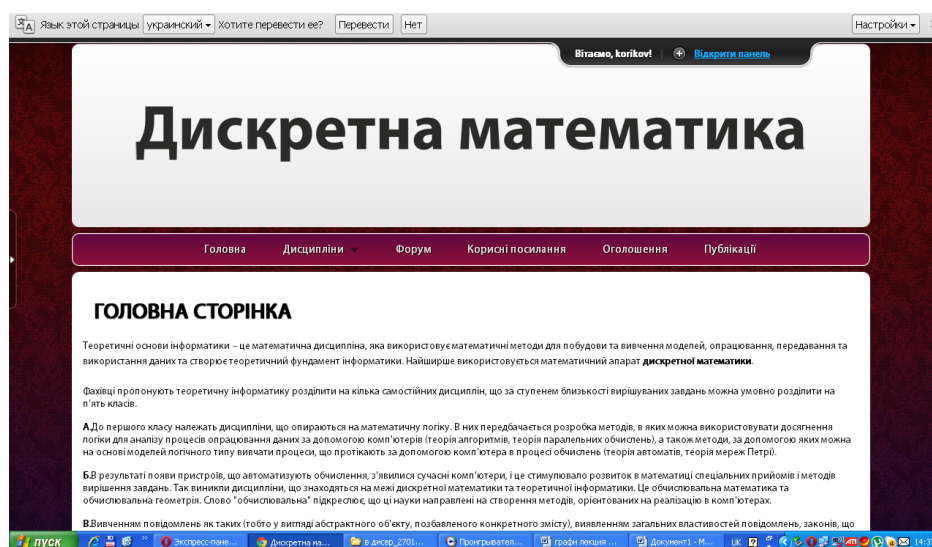 Язык этой страницы украинский Хотите перевести ее? Перевести Нет Настройки
Вітаємо, korikov! Відкрити панель
Дискретна математика
Головна Дисципліни Форум Корисні посилання Оголошення Публікації
ГОЛОВНА СТОРІНКА
Теоретичні основи інформатики – це математична дисципліна, яка використовує математичні методи для побудови та вивчення моделей, опрацювання, передавання та
використання даних та створює теоретичний фундамент інформатики. Найширше використовується математичний апарат дискретної математики.
Фахівці пропонують теоретичну інформатику розділити на кілька самостійних дисциплін, що за ступенем близькості вирішуваних завдань можна умовно розділити на
п'ять класів.
А.До першого класу належать дисципліни, що опираються на математичну логіку. В них передбачається розробка методів, в яких можна використовувати досягнення
логіки для аналізу процесів опрацювання даних за допомогою комп'ютерів (теорія алгоритмів, теорія паралельних обчислень), а також методи, за допомогою яких можна
на основі моделей логічного типу вивчати процеси, що протікають за допомогою комп'ютера в процесі обчислень (теорія автоматів, теорія мереж Петрі).
Б.В результаті появи пристроїв, що автоматизують обчислення, з'явилися сучасні комп'ютери, і це стимулювало розвиток в математиці спеціальних прийомів і методів
вирішення завдань. Так виникли дисципліни, що знаходяться на межі дискретної математики та теоретичної інформатики. Це обчислювальна математика та
обчислювальна геометрія. Слово "обчислювальна" підкреслює, що ці науки направлені на створення методів, орієнтованих на реалізацію в комп'ютерах.
В.Вивченням повідомлень як таких (тобто у вигляді абстрактного об'єкту, позбавленого конкретного змісту), виявленням загальних властивостей повідомлень, законів, що
пуск Экспресс-пане... Дискретна на... в дисер_2701... Проигрывател... графи лекция ... Документ1 - М... UK